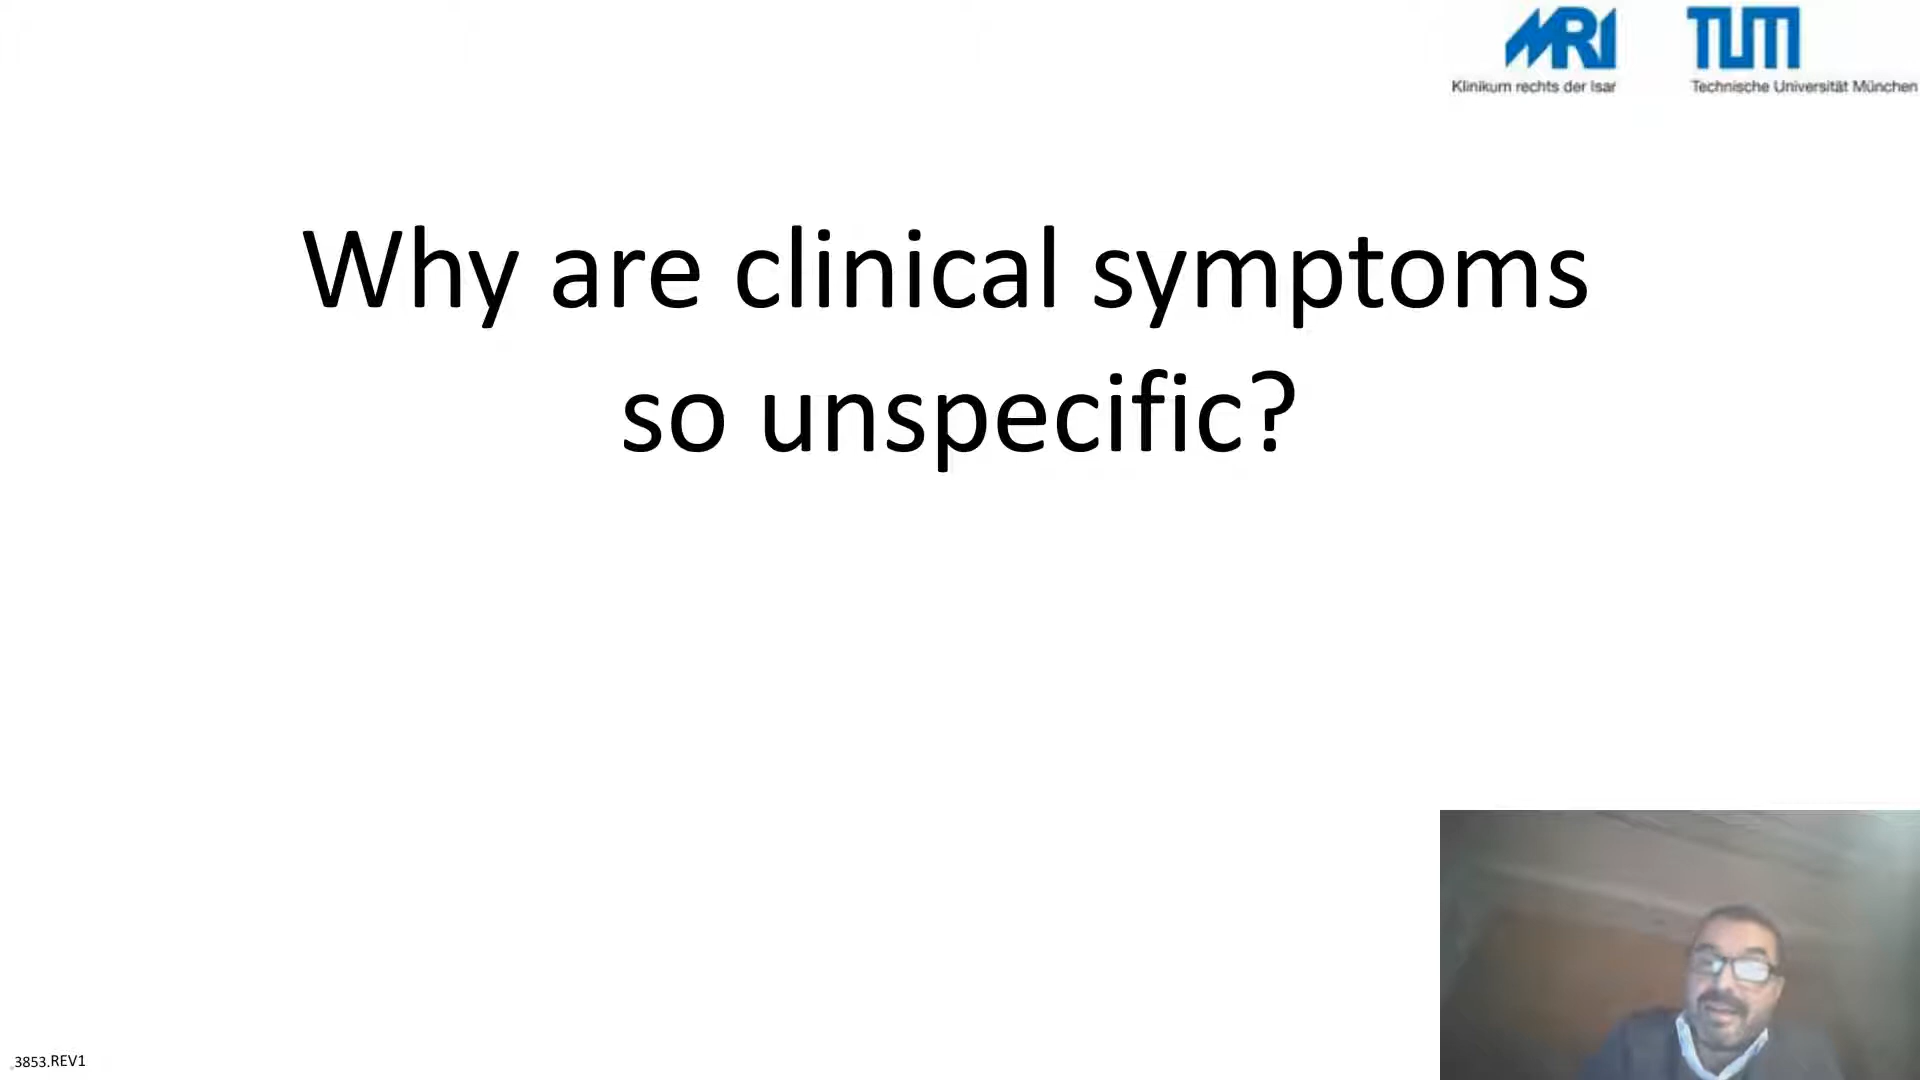 MRI
TUM
Klinikum rechts der Isar
Technische Universität München
Why are clinical symptoms
so unspecific?
3853.REV1